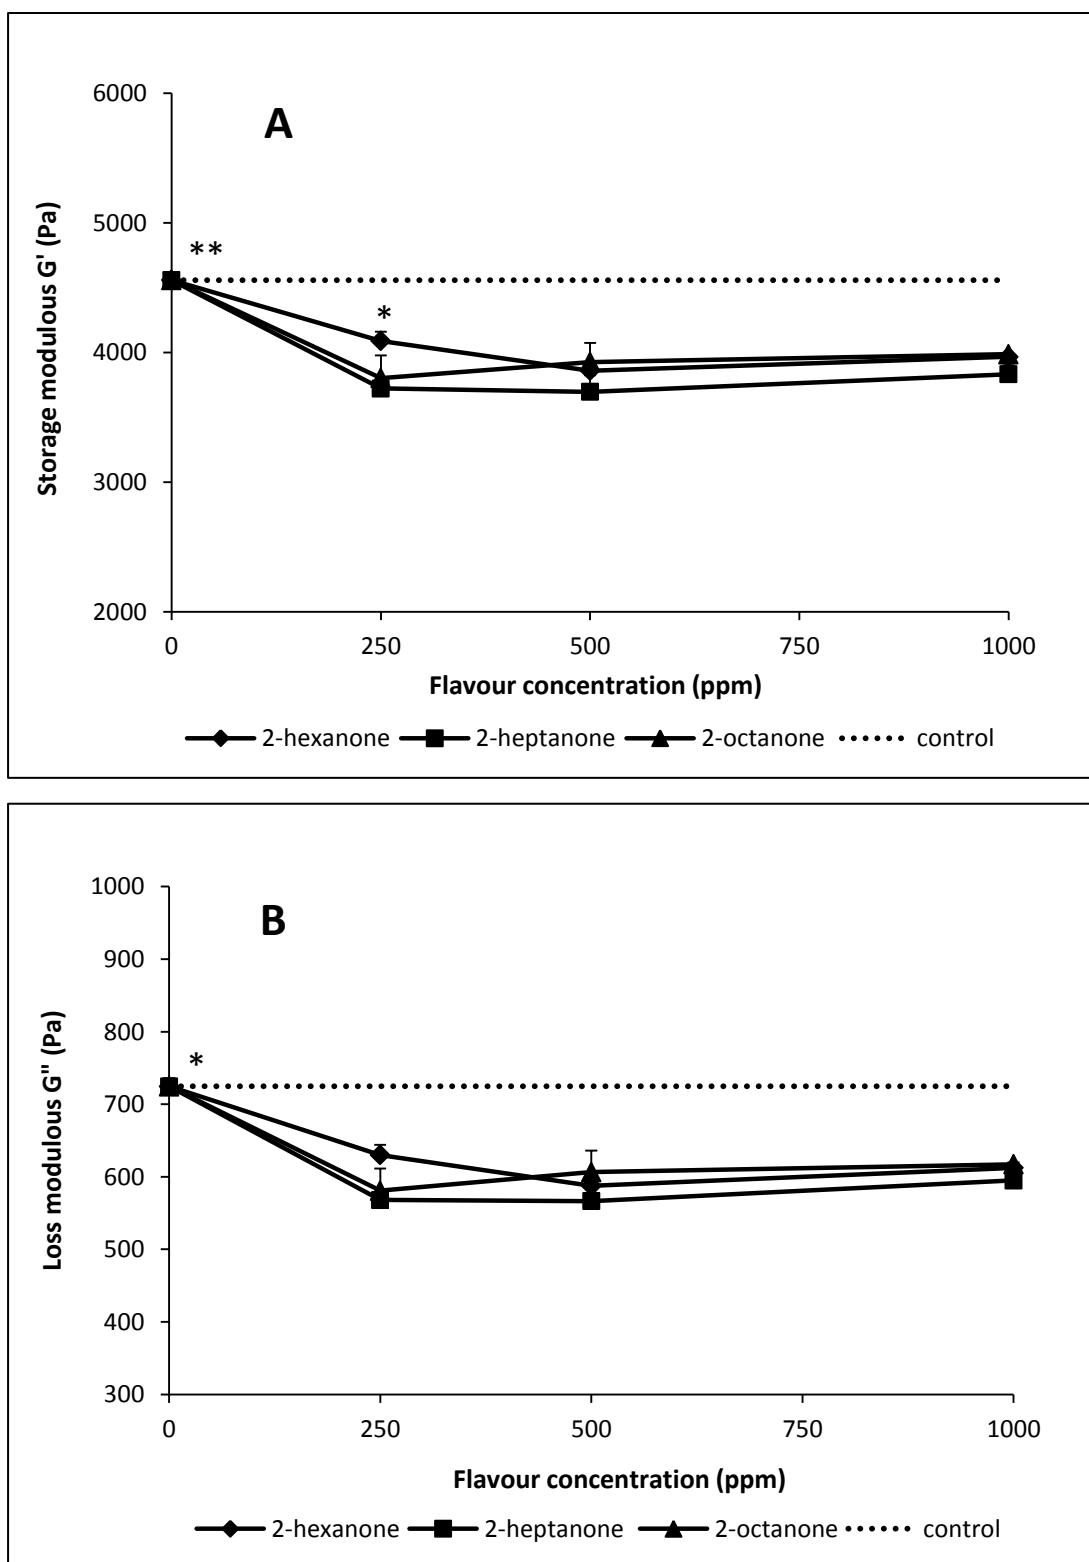 A
6000
5000
4000
3000
2000
Storage modulous G' (Pa)
**
*
0 250 500 750 1000
Flavour concentration (ppm)
2-hexanone 2-heptanone 2-octanone control
B
1000
900
800
700
600
500
400
300
Loss modulous G" (Pa)
*
0 250 500 750 1000
Flavour concentration (ppm)
2-hexanone 2-heptanone 2-octanone control